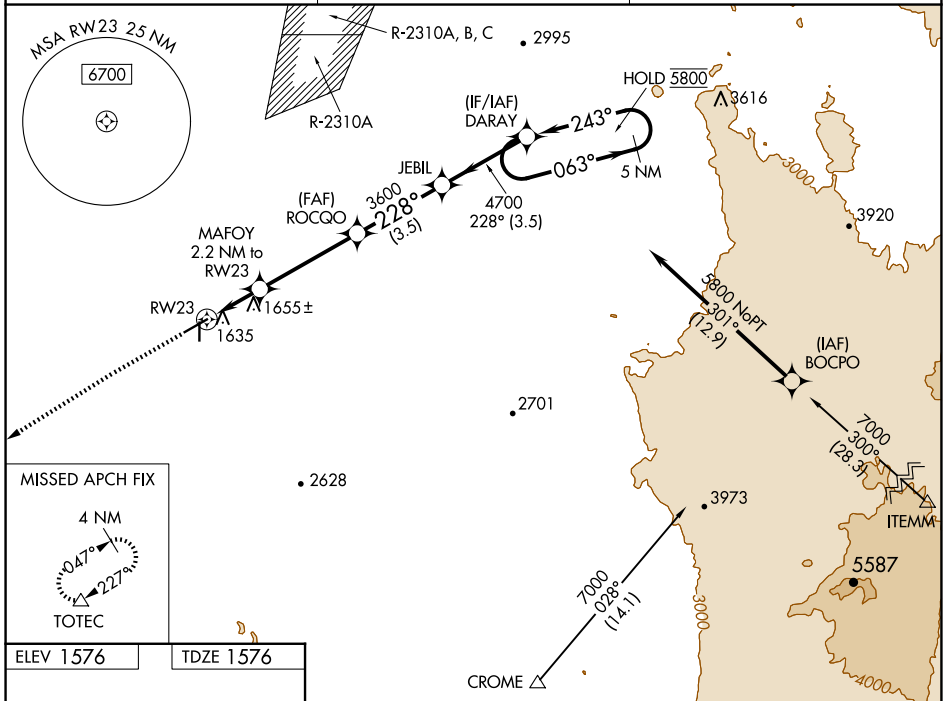 MSA RW23 25 NM
6700
R-2310A, B, C
R-2310A
2995
HOLD 5800
3616
(IF/IAF)
DARAY
243°
063°
5 NM
JEBIL
4700
228° (3.5)
3600
228°
(3.5)
(FAF)
ROCQO
MAFOY
2.2 NM to
RW23
RW23
1655±
1635
3000
3920
5800 NoPT
301°
(12.9)
(IAF)
BOCPO
7000
300°
(28.3)
ITEMM
2701
2628
3973
5587
7000
028°
(14.1)
CROME
3000
4000
MISSED APCH FIX
4 NM
047°
227°
TOTEC
ELEV 1576
TDZE 1576